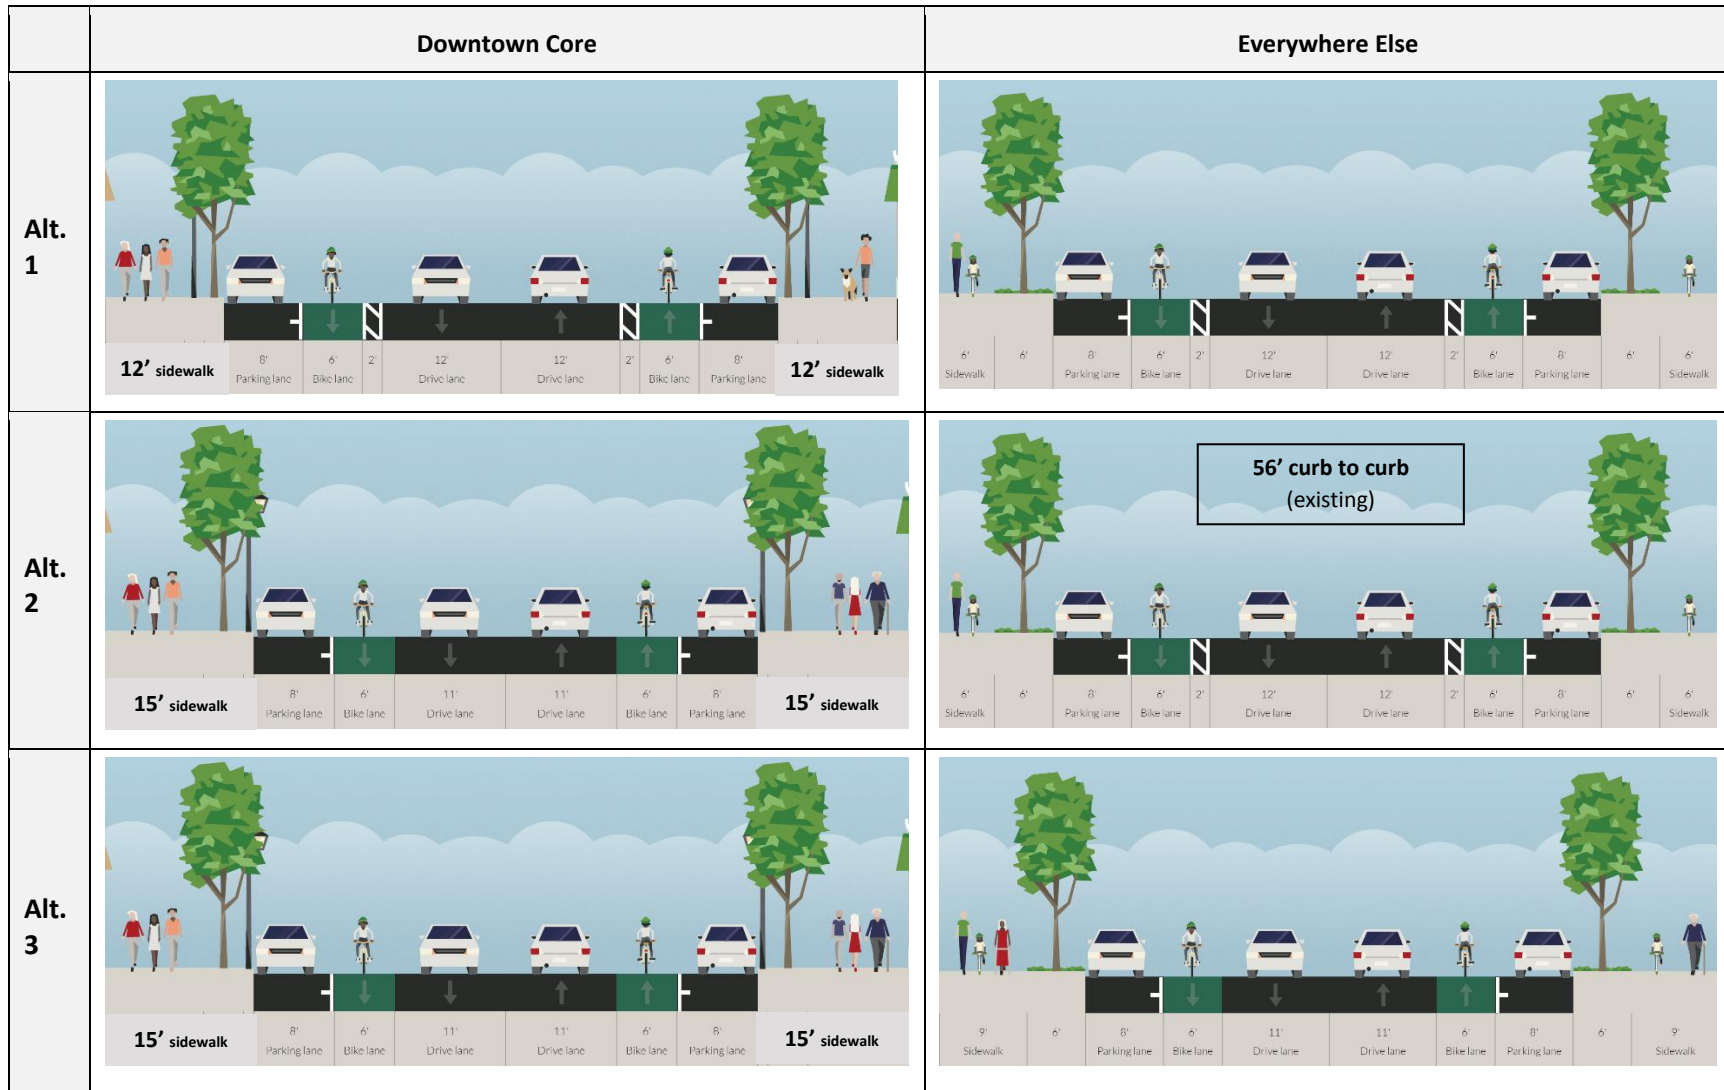 Downtown Core
Everywhere Else
Alt.
1
12’ sidewalk
8'
Parking lane
6'
Bike lane
2'
12'
Drive lane
12'
Drive lane
2'
6'
Bike lane
8'
Parking lane
12’ sidewalk
6'
Sidewalk
6'
8'
Parking lane
6'
Bike lane
2'
12'
Drive lane
12'
Drive lane
2'
6'
Bike lane
8'
Parking lane
6'
6'
Sidewalk
Alt.
2
15’ sidewalk
8'
Parking lane
6'
Bike lane
11'
Drive lane
11'
Drive lane
6'
Bike lane
8'
Parking lane
15’ sidewalk
56’ curb to curb
(existing)
6'
Sidewalk
6'
8'
Parking lane
6'
Bike lane
2'
12'
Drive lane
12'
Drive lane
2'
6'
Bike lane
8'
Parking lane
6'
6'
Sidewalk
Alt.
3
15’ sidewalk
8'
Parking lane
6'
Bike lane
11'
Drive lane
11'
Drive lane
6'
Bike lane
8'
Parking lane
15’ sidewalk
9'
Sidewalk
6'
8'
Parking lane
6'
Bike lane
11'
Drive lane
11'
Drive lane
6'
Bike lane
8'
Parking lane
6'
9'
Sidewalk